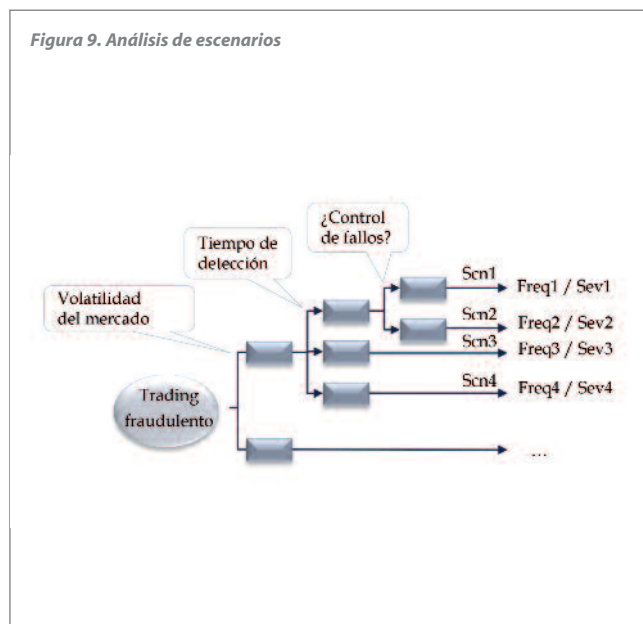 Figura 9. Análisis de escenarios
¿Control
de fallos?
Tiempo de
detección
Volatilidad
del mercado
Trading
fraudulento
Scn1
Freq1 / Sev1
Scn2
Freq2 / Sev2
Scn3
Freq3 / Sev3
Scn4
Freq4 / Sev4
...